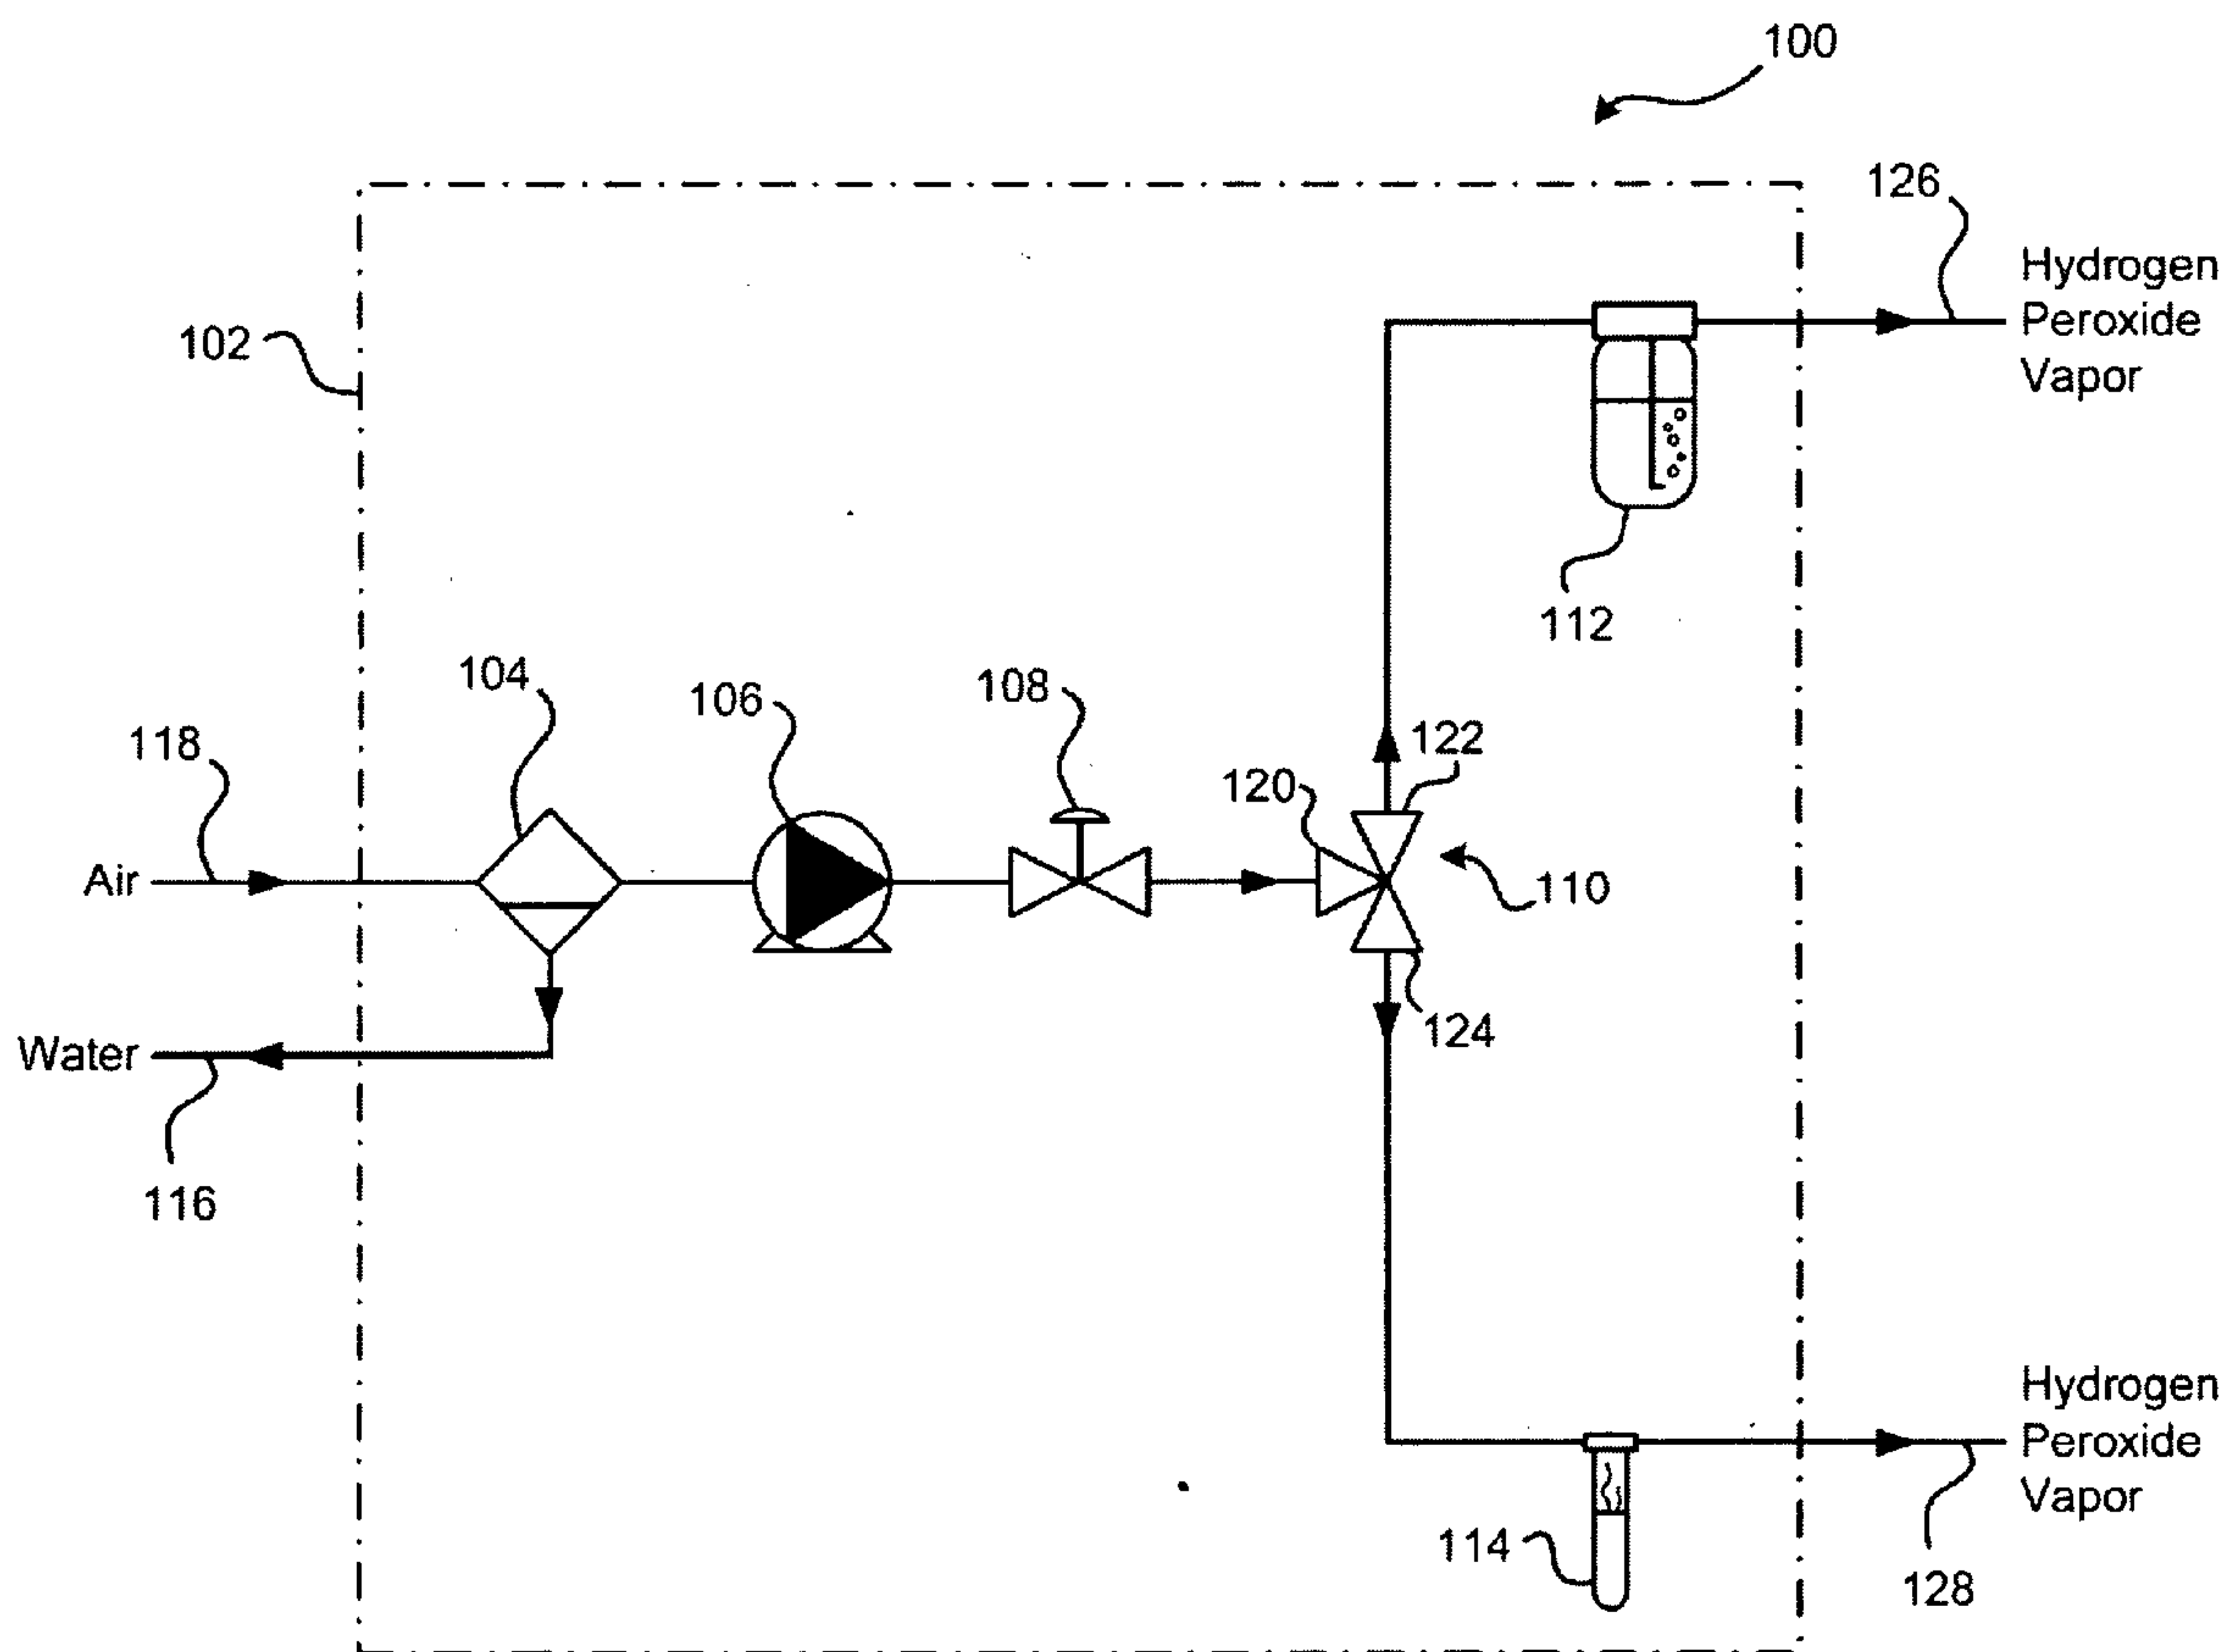 100
126
Hydrogen
Peroxide
Vapor
102
112
104
106
108
118
122
120
Air
110
124
Water
116
Hydrogen
Peroxide
Vapor
114
128